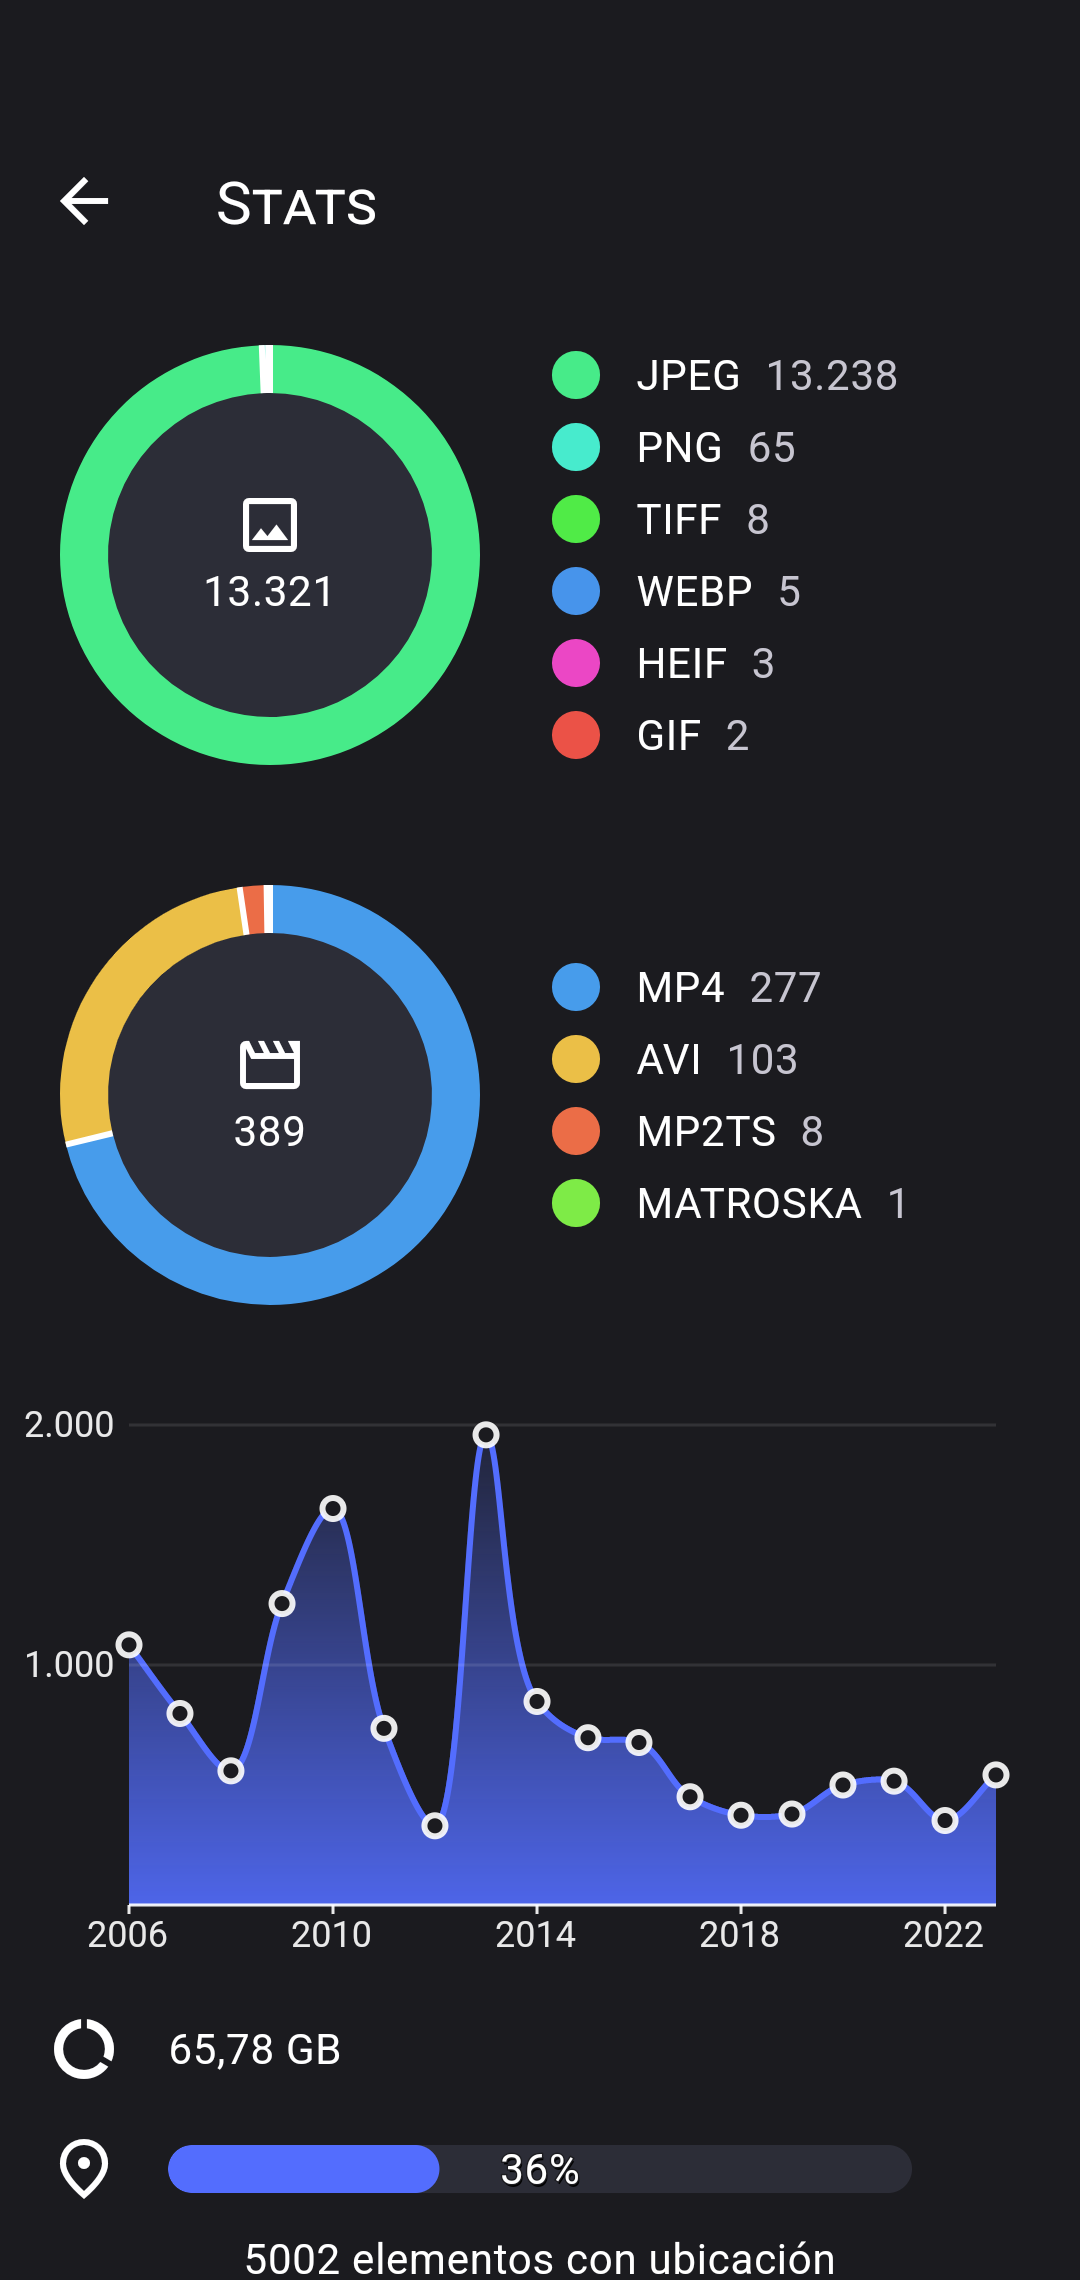 Stats
JPEG 13.238
PNG 65
TIFF 8
WEBP 5
HEIF 3
GIF 2
13.321
MP4 277
AVI 103
MP2TS 8
MATROSKA 1
389
2.000
1.000
2006 2010 2014 2018 2022
65,78 GB
36%
5002 elementos con ubicación